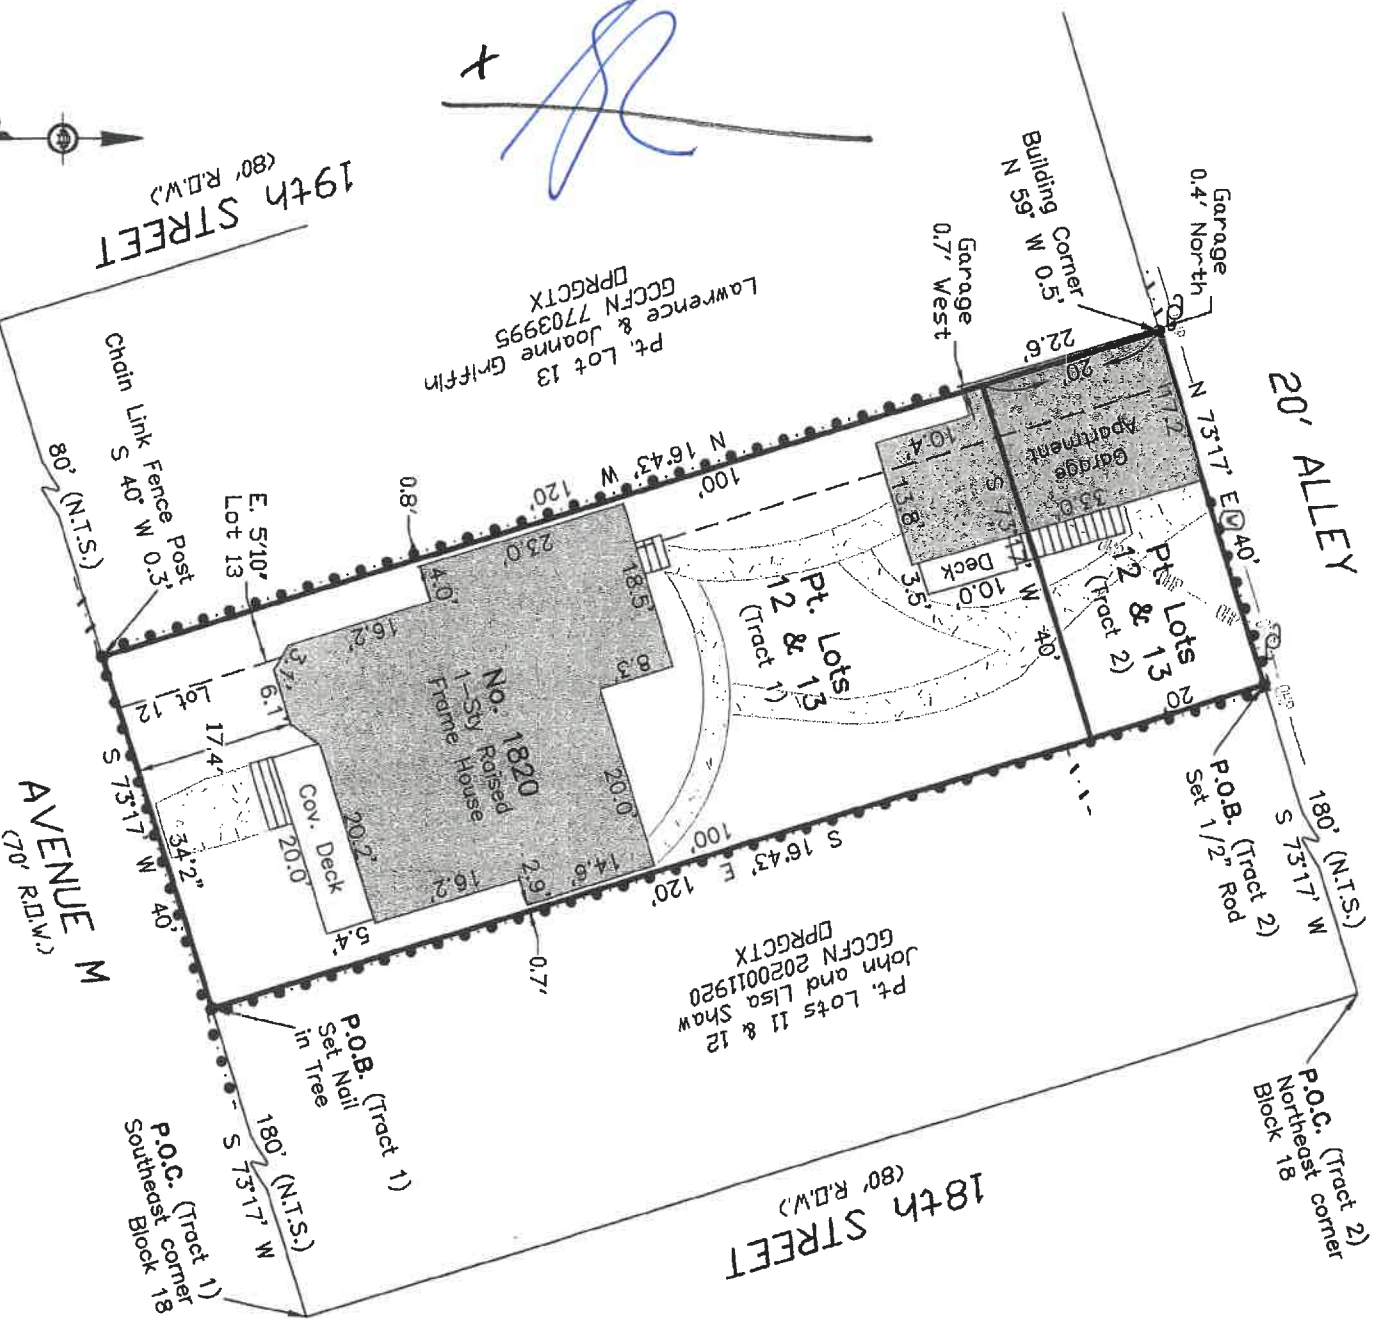 x
19th STREET
(80' R.O.W.)
Building Corner
N 59° W 0.5'
Garage
0.4' North
Garage
0.7' West
20' ALLEY
Pt. Lot 13
Lawrence & Joanne Griffin
GCCFN 7703995
OPRGCTX
Chain Link Fence Post
S 40° W 0.3'
80' (N.T.S.)
E. 5'10"
Lot 13
0.8'
120'
N 16°43' W
100'
22.6'
20'
17.2
N 73°17' E
40'
Garage
Apartment
33.0'
10.4'
13.8'
S 73°17' W
40'
Deck
10.0'
3.5'
Pt. Lots
12 & 13
(Tract 2)
20
Pt. Lots
12 & 13
(Tract 1)
23.0'
4.0'
18.5'
16.2'
8.3'
3.7'
6.1'
No. 1820
1-Sty Raised
Frame House
20.0'
Lot 12
17.4'
Cov. Deck
20.2'
20.0'
16.2'
2.9'
14.6'
5.4'
0.7'
34'2"
S 73°17' W
40'
AVENUE M
(70' R.O.W.)
100'
120'
S 16°43' E
P.O.B. (Tract 2)
Set 1/2" Rod
180' (N.T.S.)
S 73°17' W
Pt. Lots 11 & 12
John and Lisa Shaw
GCCFN 2020011920
OPRGCTX
P.O.B. (Tract 1)
Set Nail
in Tree
P.O.C. (Tract 1)
Southeast corner
Block 18
180' (N.T.S.)
S 73°17' W
18th STREET
(80' R.O.W.)
P.O.C. (Tract 2)
Northeast corner
Block 18